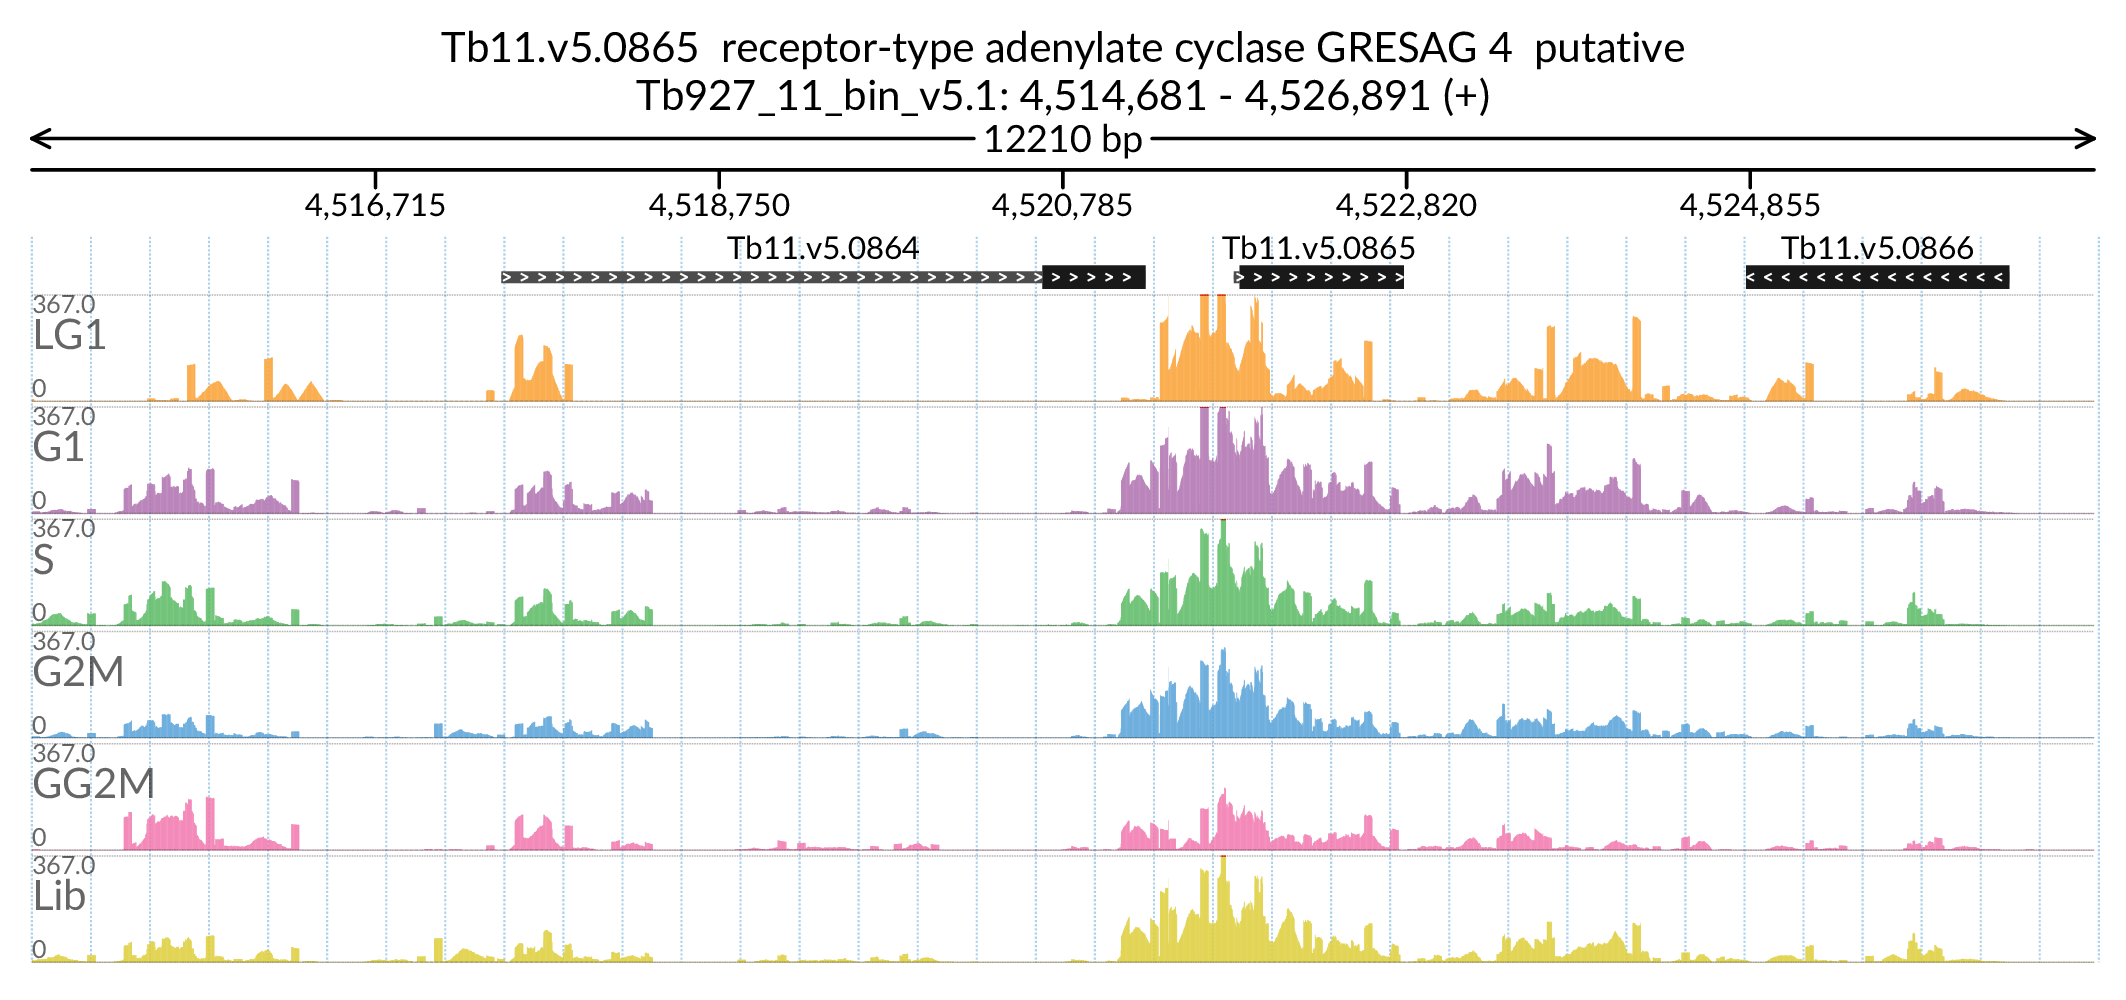 Tb11.v5.0865  receptor-type adenylate cyclase GRESAG 4  putative
Tb927_11_bin_v5.1: 4,514,681 - 4,526,891 (+)
12210 bp
4,516,715 4,518,750 4,520,785 4,522,820 4,524,855
Tb11.v5.0864 Tb11.v5.0865 Tb11.v5.0866
367.0
LG1
0
367.0
G1
0
367.0
S
0
367.0
G2M
0
367.0
GG2M
0
367.0
Lib
0